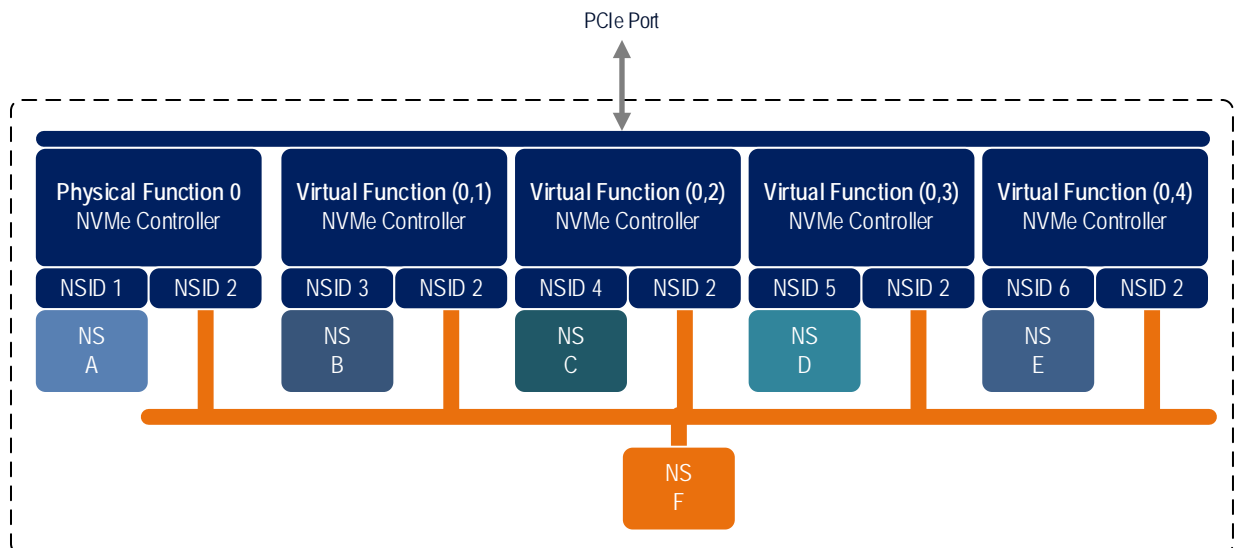 PCIe Port
Physical Function 0
NVMe Controller
Virtual Function (0,1)
NVMe Controller
Virtual Function (0,2)
NVMe Controller
Virtual Function (0,3)
NVMe Controller
Virtual Function (0,4)
NVMe Controller
NSID 1
NSID 2
NSID 3
NSID 2
NSID 4
NSID 2
NSID 5
NSID 2
NSID 6
NSID 2
NS
A
NS
B
NS
C
NS
D
NS
E
NS
F